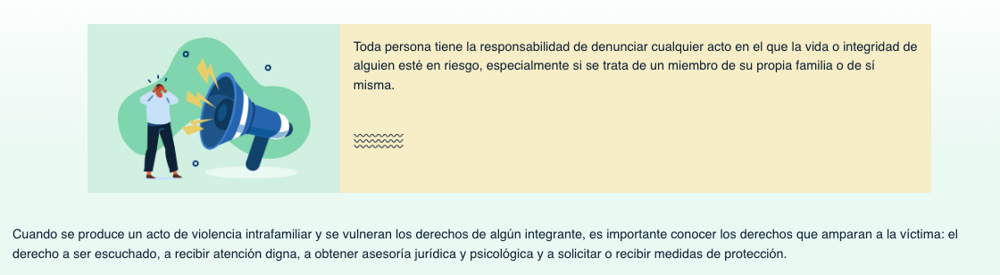 Toda persona tiene la responsabilidad de denunciar cualquier acto en el que la vida o integridad de
alguien esté en riesgo, especialmente si se trata de un miembro de su propia familia o de sí
misma.
Cuando se produce un acto de violencia intrafamiliar y se vulneran los derechos de algún integrante, es importante conocer los derechos que amparan a la víctima: el
derecho a ser escuchado, a recibir atención digna, a obtener asesoría jurídica y psicológica y a solicitar o recibir medidas de protección.